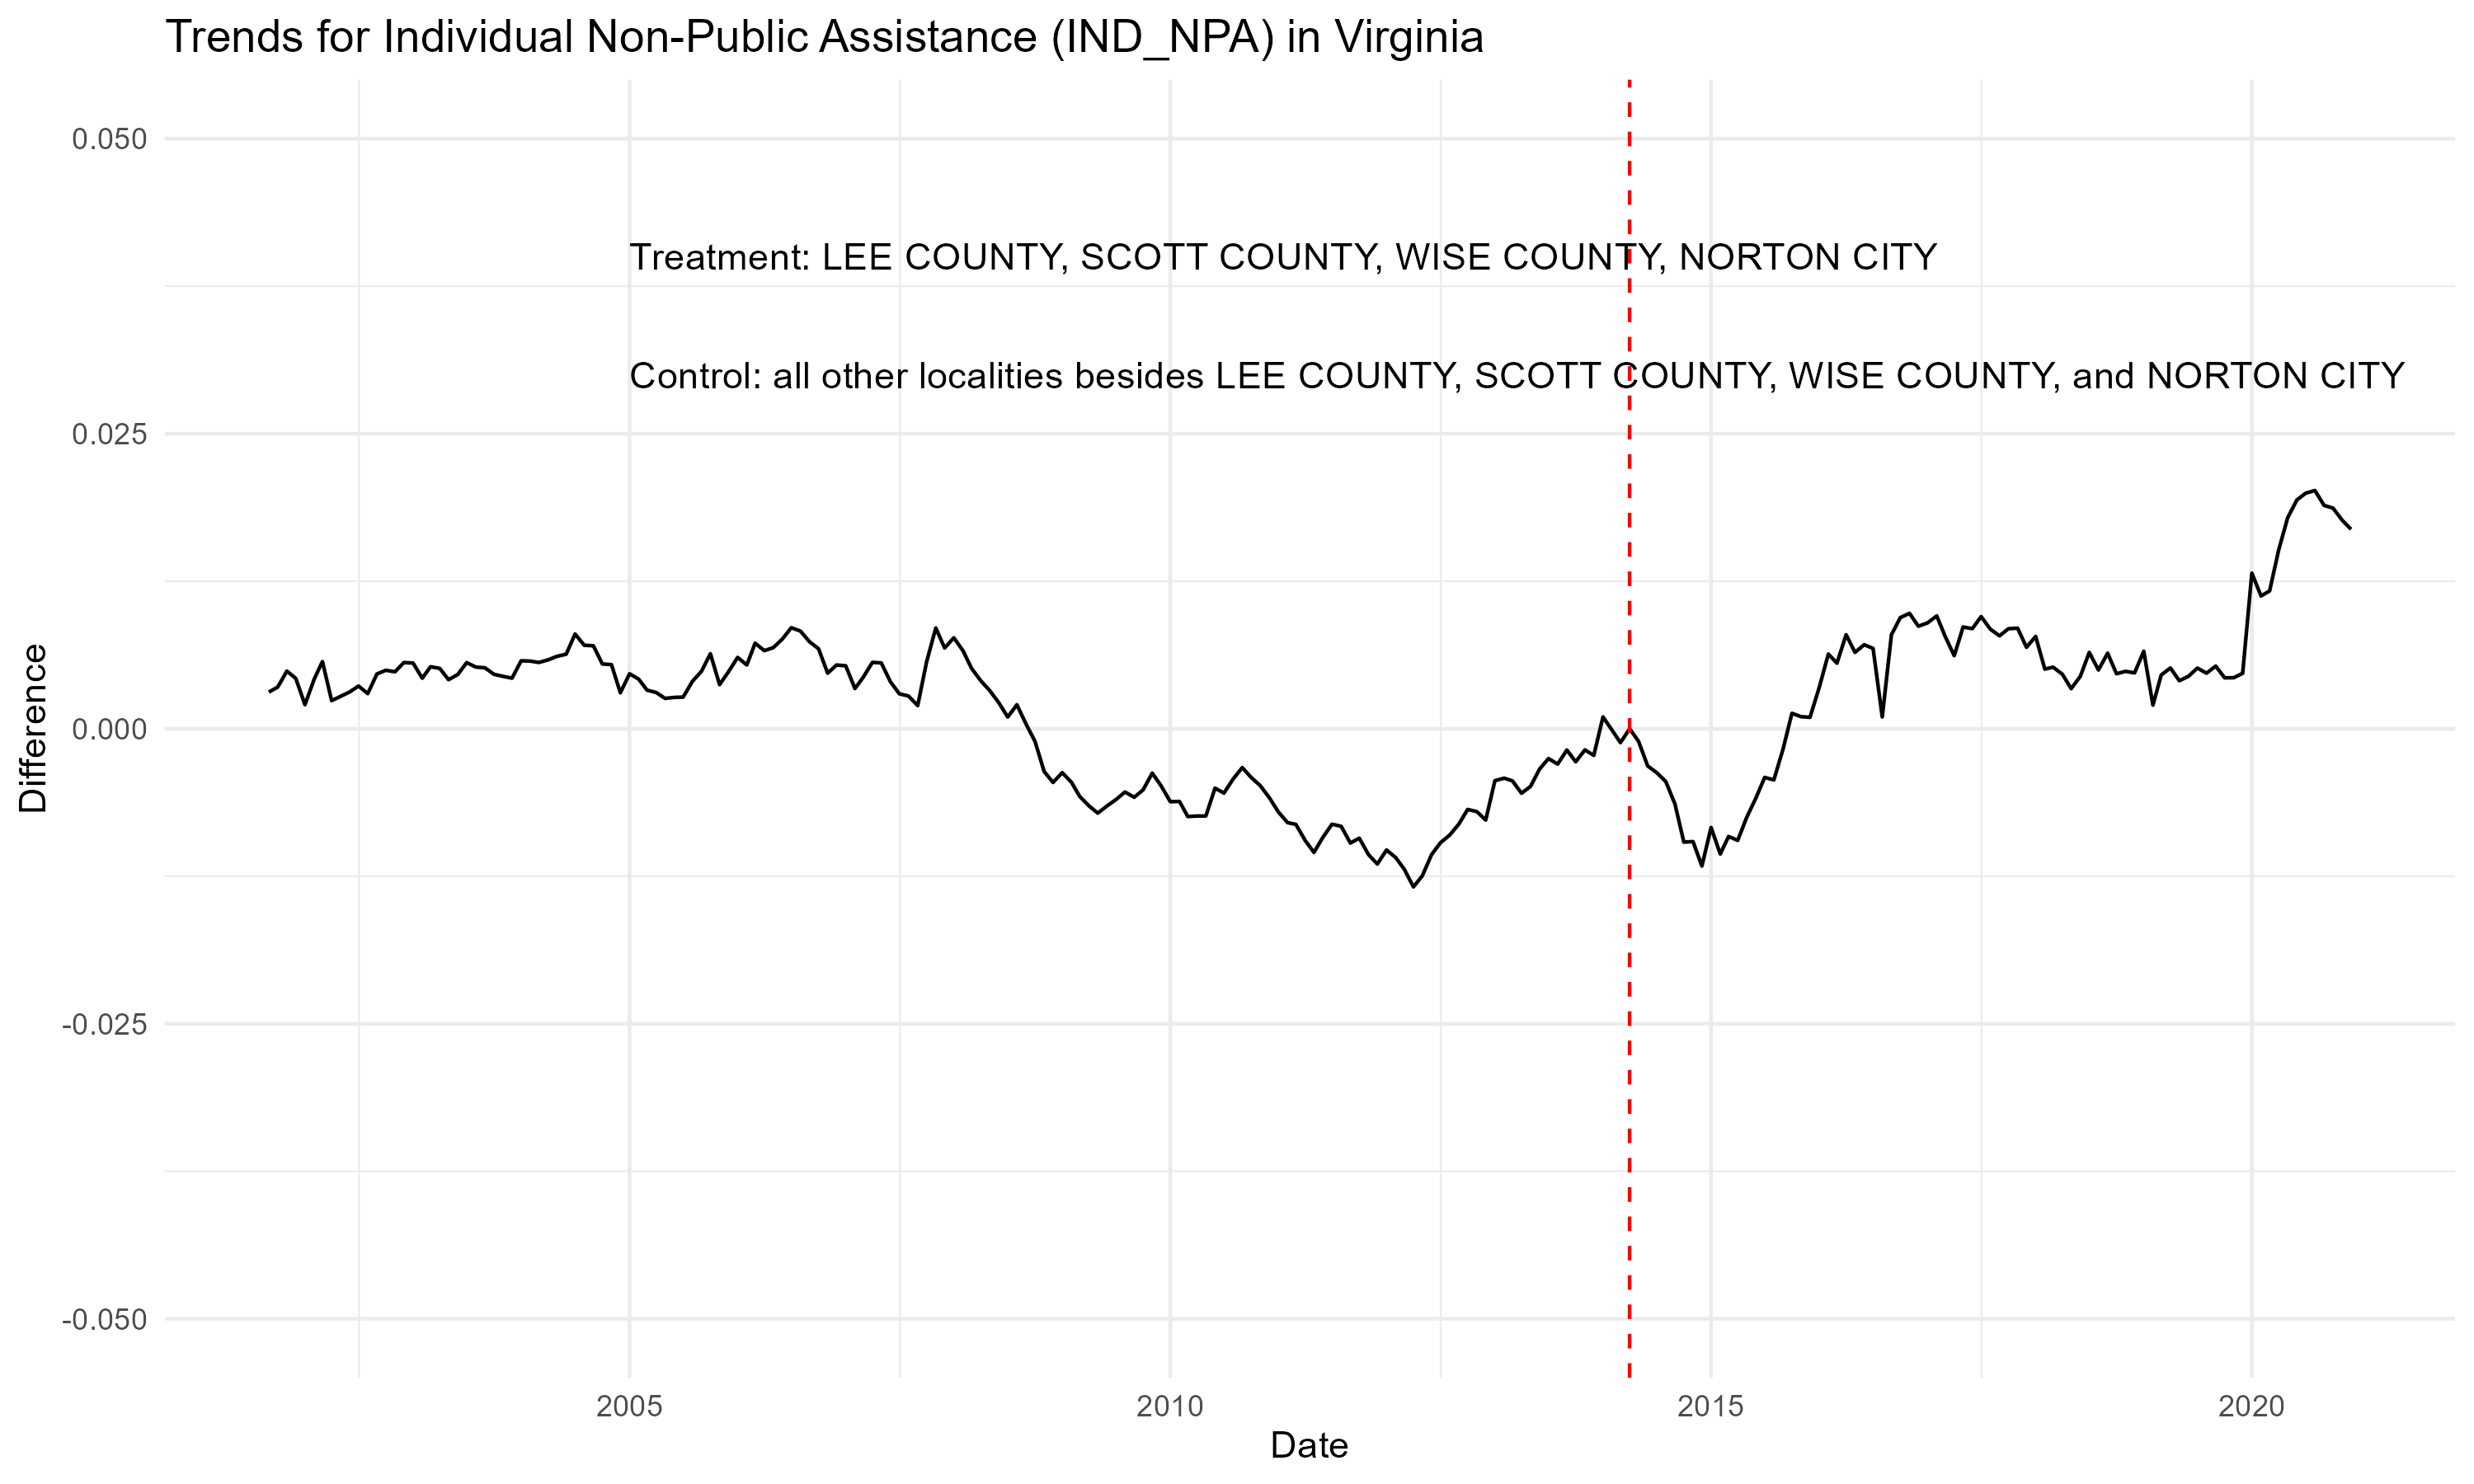 Trends for Individual Non-Public Assistance (IND_NPA) in Virginia
0.050
Treatment: LEE COUNTY, SCOTT COUNTY, WISE COUNTY, NORTON CITY
Control: all other localities besides LEE COUNTY, SCOTT COUNTY, WISE COUNTY, and NORTON CITY
0.025
Difference
0.000
-0.025
-0.050
2005 2010 2015 2020
Date